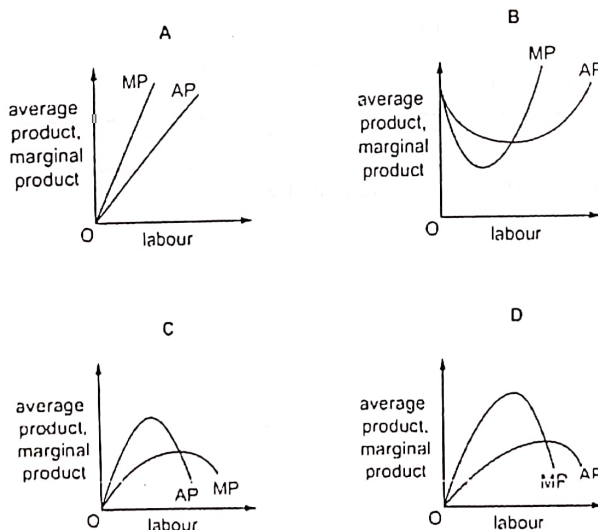 A
MP
AP
average
product,
marginal
product
O
labour
B
MP
AP
average
product,
marginal
product
O
labour
C
average
product,
marginal
product
AP
MP
O
labour
D
average
product,
marginal
product
MP
AP
O
labour